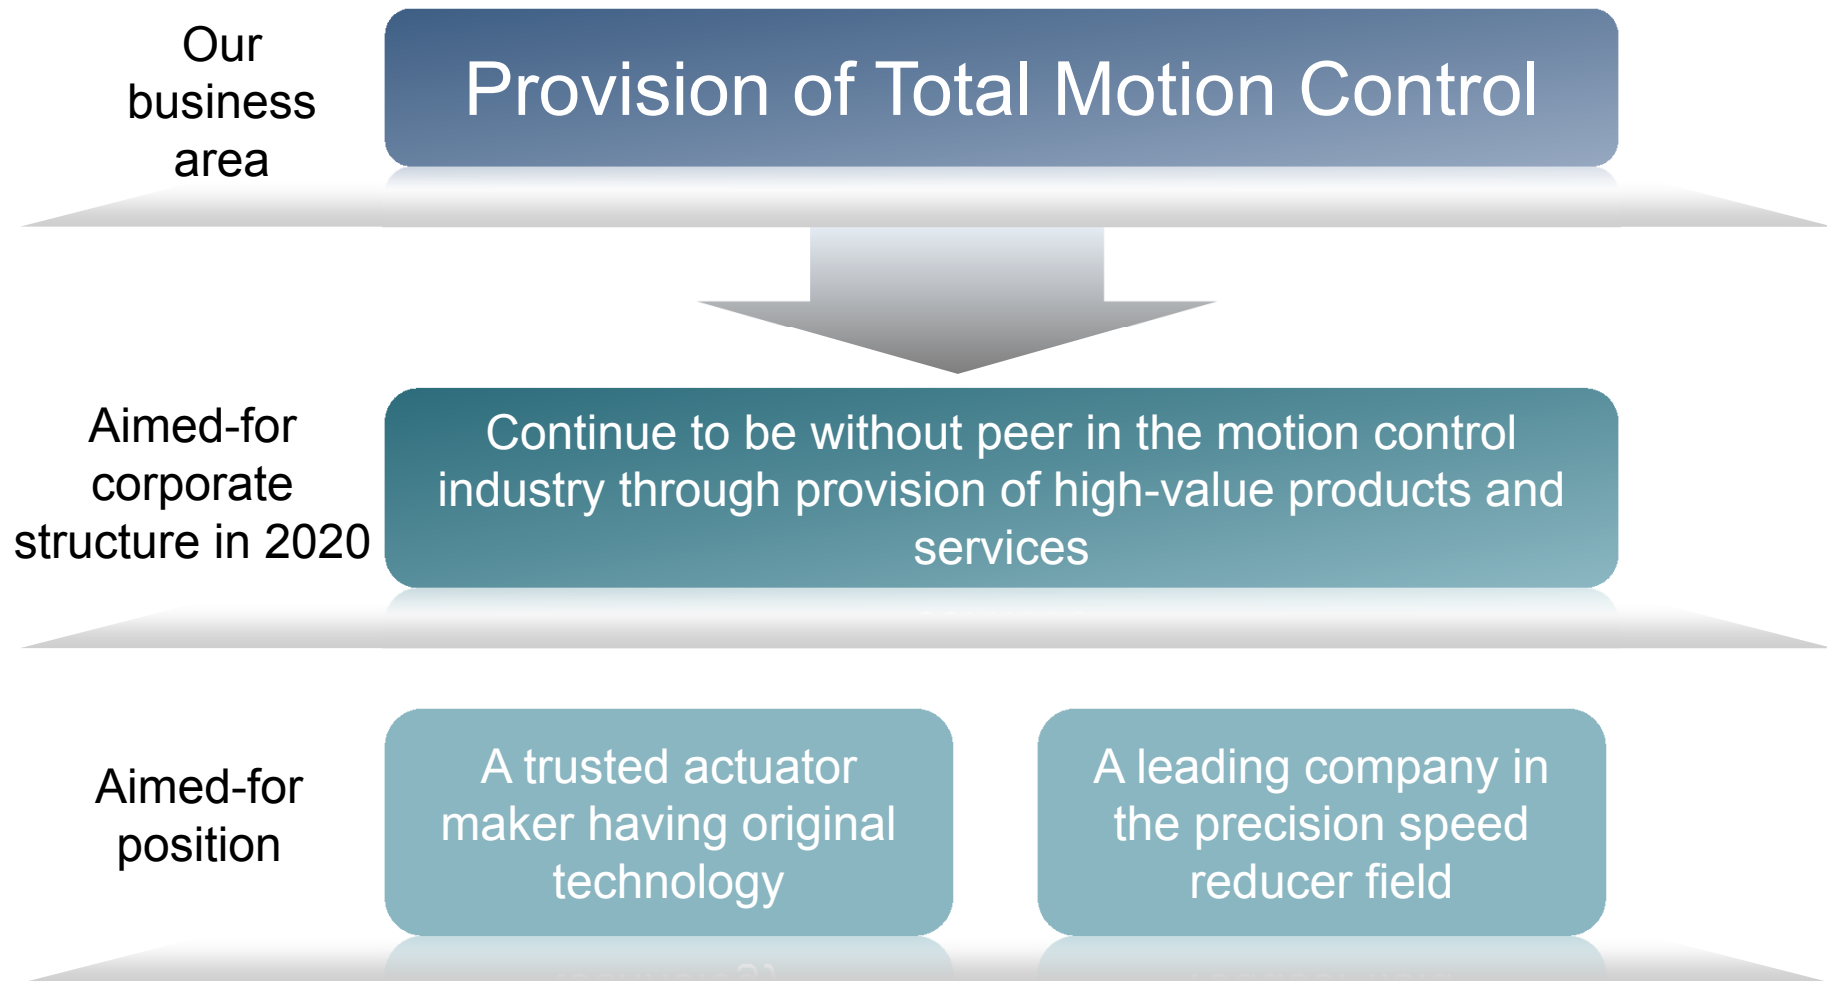 Our
business
area
Provision of Total Motion Control
Aimed-for
corporate
structure in 2020
Continue to be without peer in the motion control
industry through provision of high-value products and
services
Aimed-for
position
A trusted actuator
maker having original
technology
A leading company in
the precision speed
reducer field